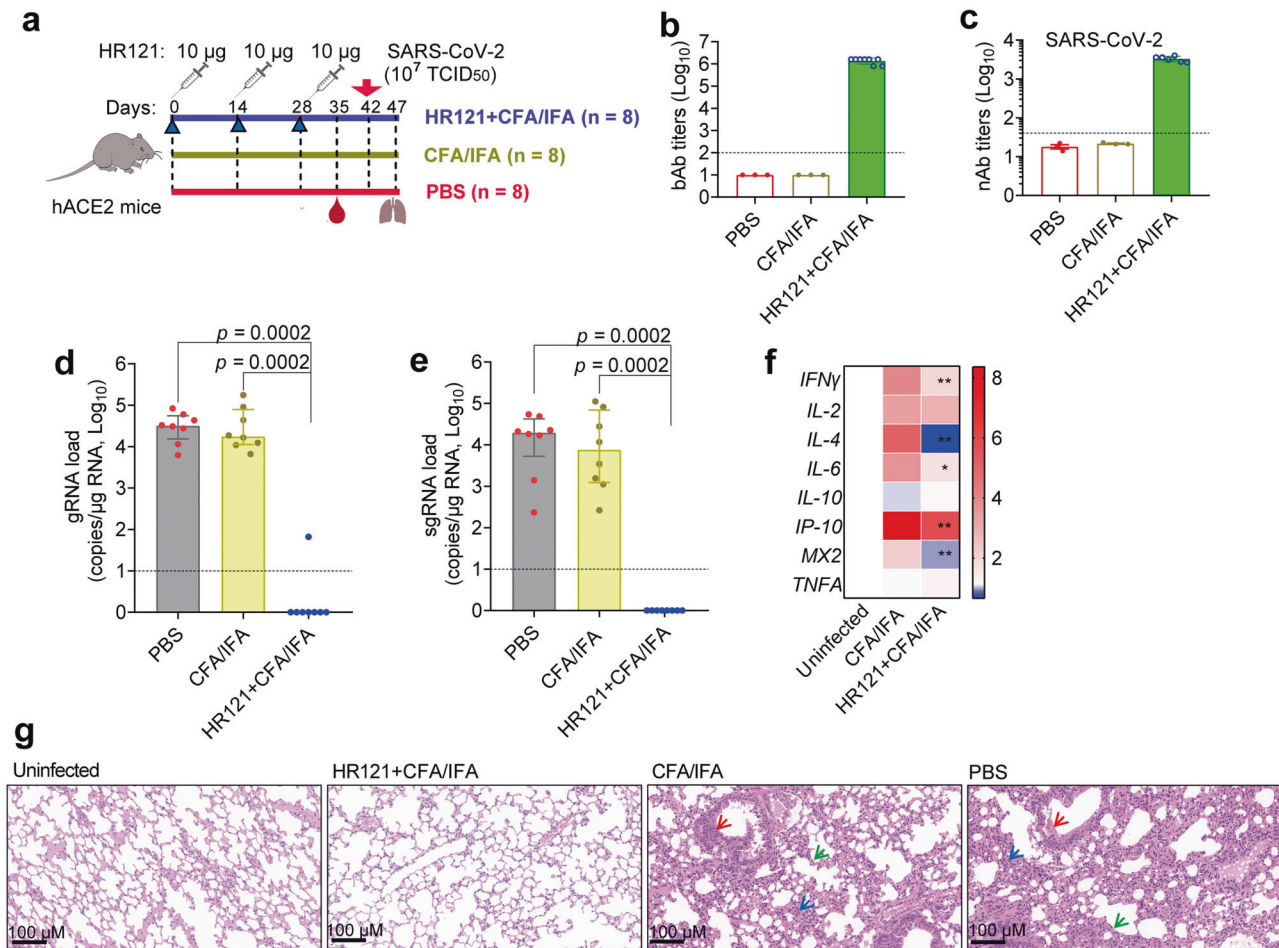 a
HR121: 10 µg 10 µg 10 µg SARS-CoV-2
(10⁷ TCID₅₀)
Days: 0 14 28 35 42 47
HR121+CFA/IFA (n = 8)
CFA/IFA (n = 8)
PBS (n = 8)
hACE2 mice
b
bAb titers (Log₁₀)
7
6
5
4
3
2
1
0
PBS
CFA/IFA
HR121+CFA/IFA
c
SARS-CoV-2
nAb titers (Log₁₀)
4
3
2
1
0
PBS
CFA/IFA
HR121+CFA/IFA
d
p = 0.0002
p = 0.0002
gRNA load
(copies/µg RNA, Log₁₀)
6
5
4
3
2
1
0
PBS
CFA/IFA
HR121+CFA/IFA
e
p = 0.0002
p = 0.0002
sgRNA load
(copies/µg RNA, Log₁₀)
6
5
4
3
2
1
0
PBS
CFA/IFA
HR121+CFA/IFA
f
IFNγ **
IL-2
IL-4 **
IL-6 *
IL-10
IP-10 **
MX2 **
TNFA
8
6
4
2
Uninfected
CFA/IFA
HR121+CFA/IFA
g
Uninfected
HR121+CFA/IFA
CFA/IFA
PBS
100 µM
100 µM
100 µM
100 µM